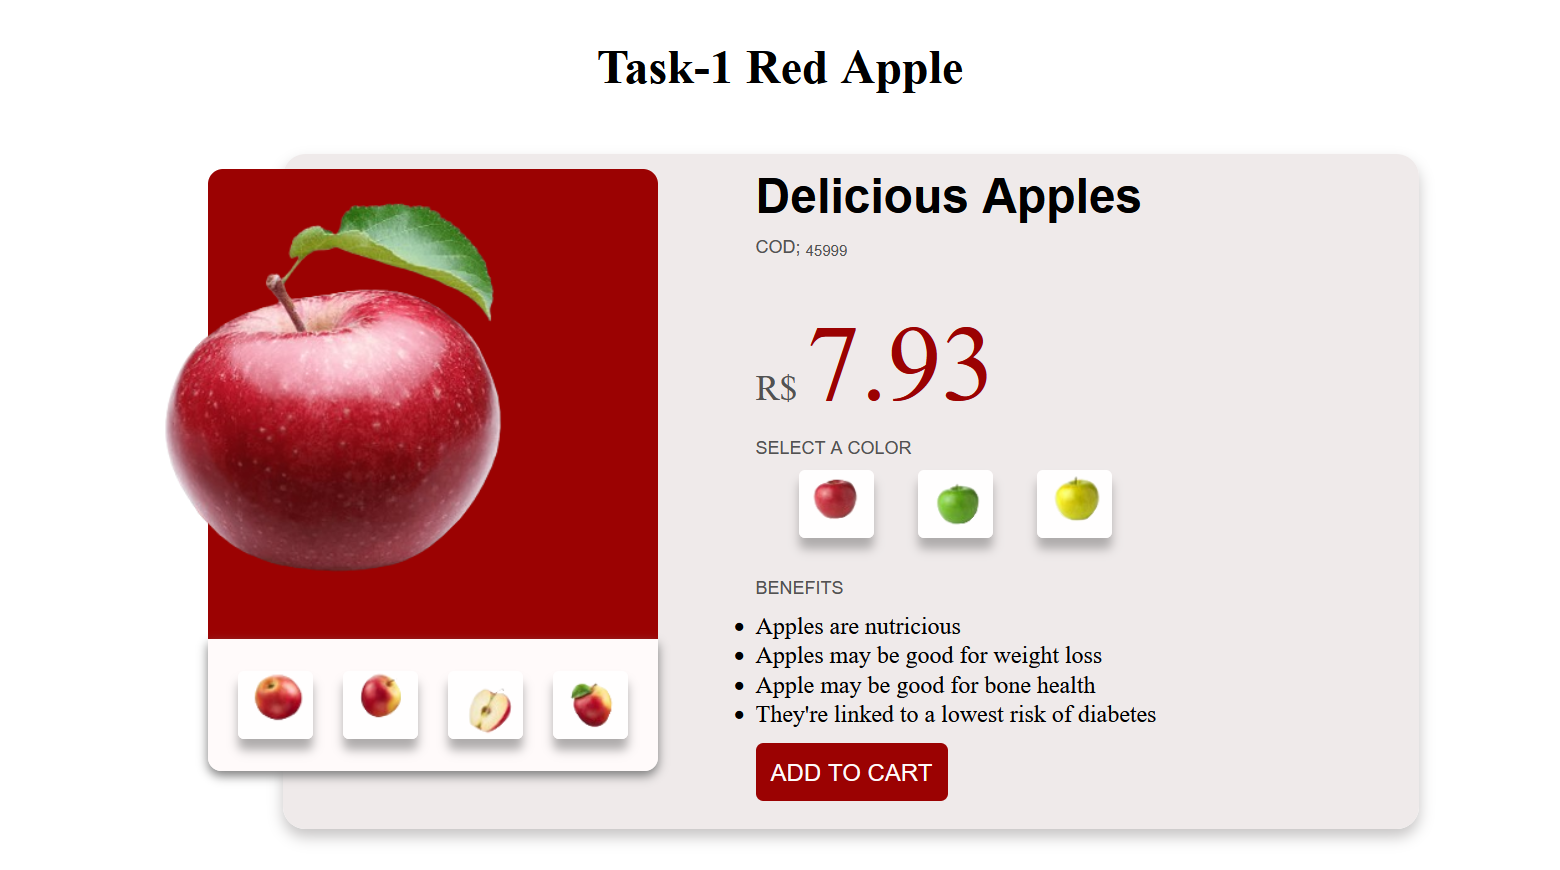 Task-1 Red Apple
Delicious Apples
COD; 45999
R$ 7.93
SELECT A COLOR
BENEFITS
Apples are nutricious
Apples may be good for weight loss
Apple may be good for bone health
They're linked to a lowest risk of diabetes
ADD TO CART